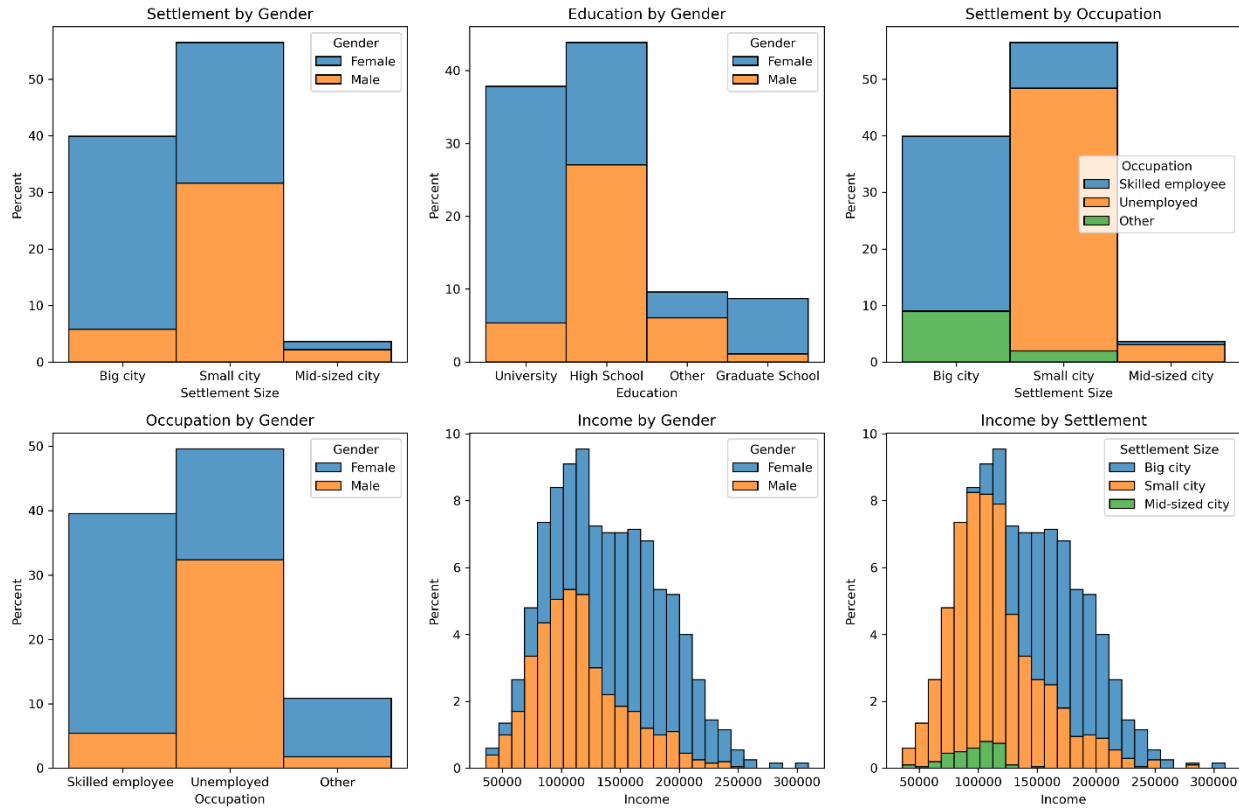 Settlement by Gender
Percent
50
40
30
20
10
0
Gender
Female
Male
Big city Small city Mid-sized city
Settlement Size
Education by Gender
Percent
40
30
20
10
0
Gender
Female
Male
University High School Other Graduate School
Education
Settlement by Occupation
Percent
50
40
30
20
10
0
Occupation
Skilled employee
Unemployed
Other
Big city Small city Mid-sized city
Settlement Size
Occupation by Gender
Percent
50
40
30
20
10
0
Gender
Female
Male
Skilled employee Unemployed Other
Occupation
Income by Gender
Percent
10
8
6
4
2
0
Gender
Female
Male
50000 100000 150000 200000 250000 300000
Income
Income by Settlement
Percent
10
8
6
4
2
0
Settlement Size
Big city
Small city
Mid-sized city
50000 100000 150000 200000 250000 300000
Income